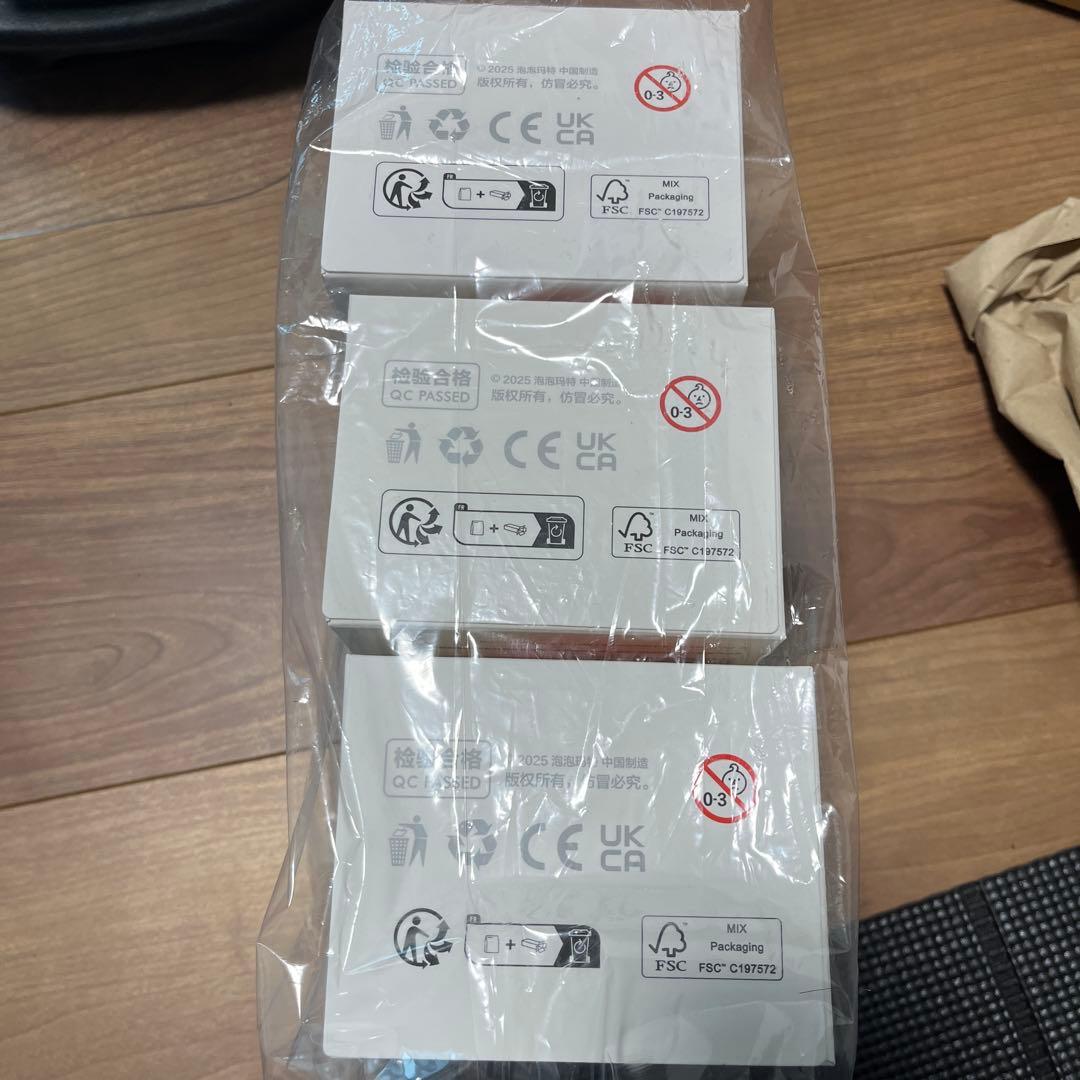 检验合格
QC PASSED
© 2025 泡泡玛特 中国制造
版权所有，仿冒必究。
0-3
CE
UK
CA
FR
+
FSC
MIX
Packaging
FSC™ C197572
检验合格
QC PASSED
© 2025 泡泡玛特 中国制造
版权所有，仿冒必究。
0-3
CE
UK
CA
FR
+
FSC
MIX
Packaging
FSC™ C197572
检验合格
QC PASSED
2025 泡泡玛特 中国制造
版权所有，仿冒必究。
0-3
CE
UK
CA
FR
+
FSC
MIX
Packaging
FSC™ C197572